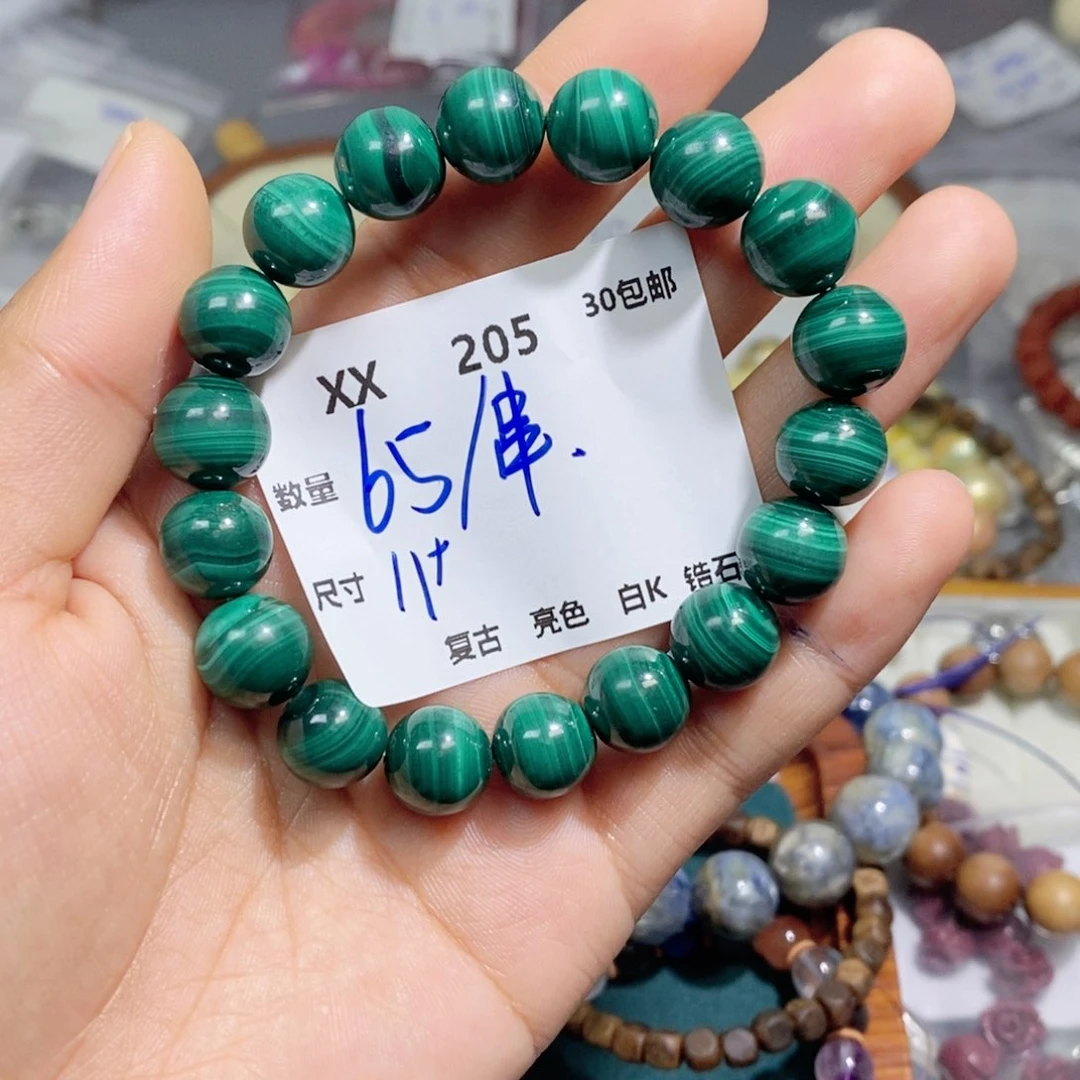 30包邮
XX 205
数量 65/串.
尺寸 11+
复古 亮色 白K 锆石